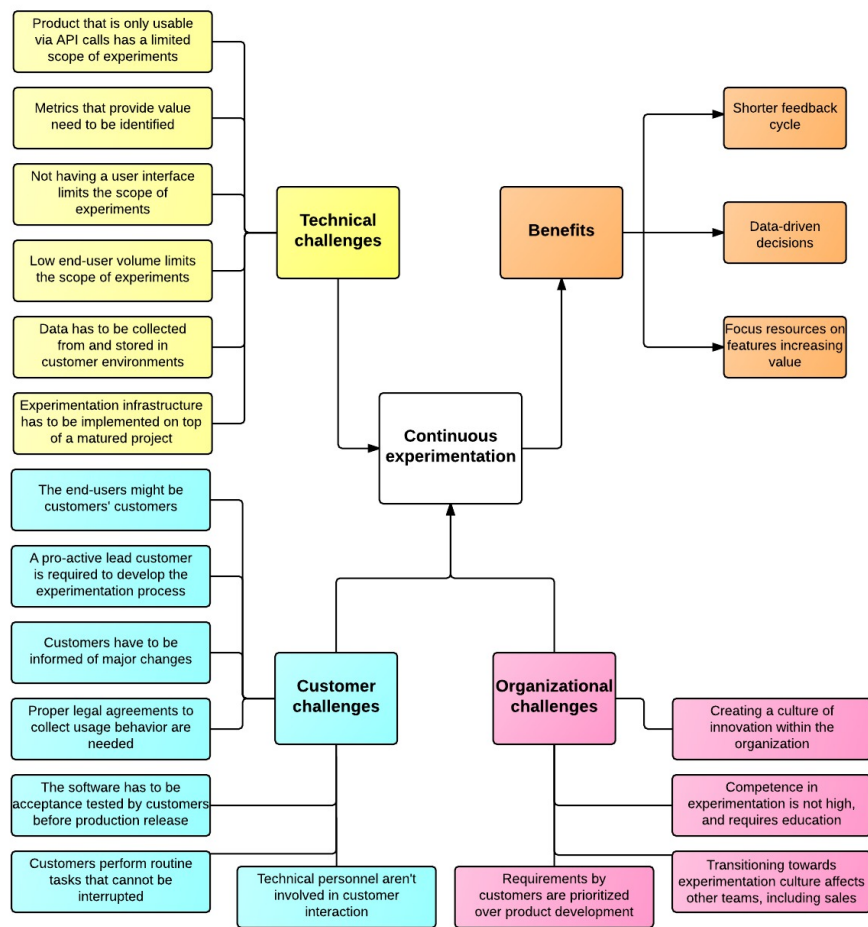 Product that is only usable
via API calls has a limited
scope of experiments
Metrics that provide value
need to be identified
Not having a user interface
limits the scope of
experiments
Low end-user volume limits
the scope of experiments
Data has to be collected
from and stored in
customer environments
Experimentation infrastructure
has to be implemented on top
of a matured project
Technical
challenges
Benefits
Shorter feedback
cycle
Data-driven
decisions
Focus resources on
features increasing
value
Continuous
experimentation
The end-users might be
customers' customers
A pro-active lead customer
is required to develop the
experimentation process
Customers have to be
informed of major changes
Proper legal agreements to
collect usage behavior are
needed
The software has to be
acceptance tested by customers
before production release
Customers perform routine
tasks that cannot be
interrupted
Customer
challenges
Technical personnel aren't
involved in customer
interaction
Organizational
challenges
Requirements by
customers are prioritized
over product development
Creating a culture of
innovation within the
organization
Competence in
experimentation is not high,
and requires education
Transitioning towards
experimentation culture affects
other teams, including sales